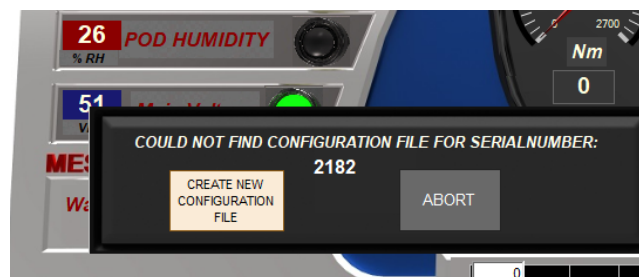 26
POD HUMIDITY
% RH
2700
Nm
0
51
COULD NOT FIND CONFIGURATION FILE FOR SERIALNUMBER:
2182
CREATE NEW
CONFIGURATION
FILE
ABORT
0